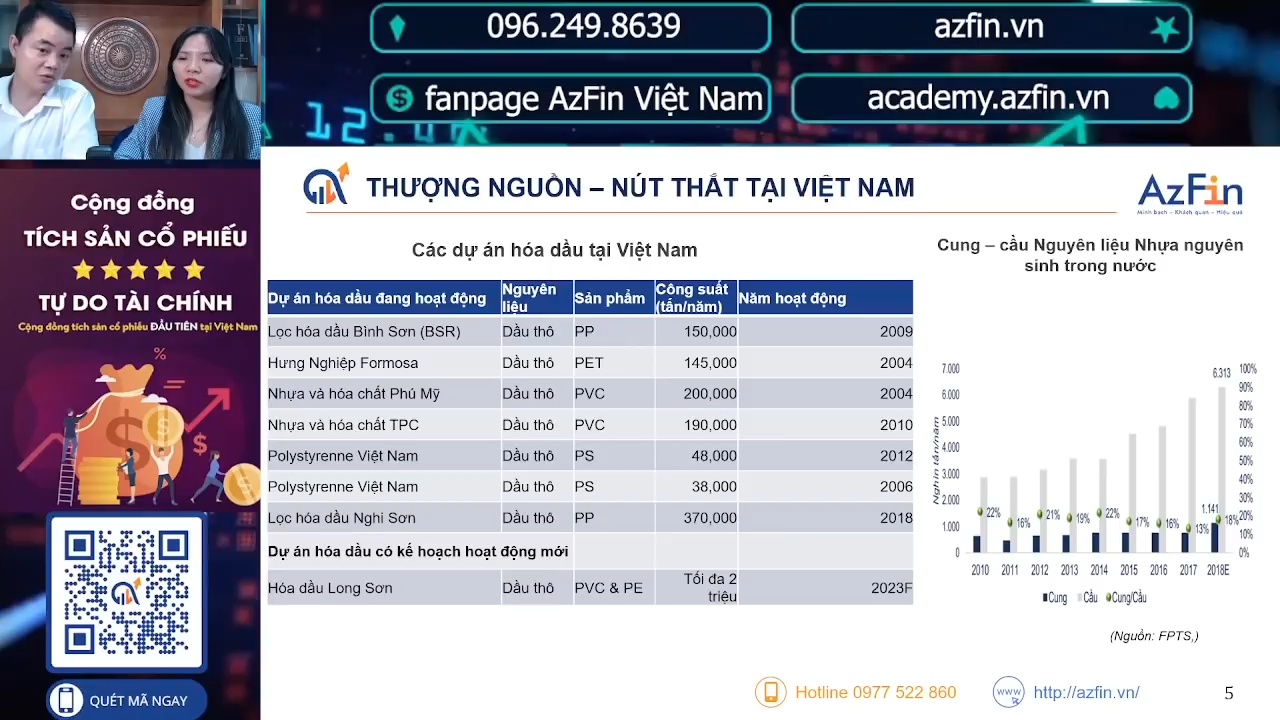 096.249.8639
azfin.vn
fanpage AzFin Việt Nam
academy.azfin.vn
Cộng đồng
TÍCH SẢN CỔ PHIẾU
TỰ DO TÀI CHÍNH
Cộng đồng tích sản cổ phiếu ĐẦU TIÊN tại Việt Nam
QUÉT MÃ NGAY
THƯỢNG NGUỒN – NÚT THẮT TẠI VIỆT NAM
AzFin
Minh bạch - Khách quan - Hiệu quả
Các dự án hóa dầu tại Việt Nam
Dự án hóa dầu đang hoạt động Nguyên liệu Sản phẩm Công suất (tấn/năm) Năm hoạt động
Lọc hóa dầu Bình Sơn (BSR) Dầu thô PP 150,000 2009
Hưng Nghiệp Formosa Dầu thô PET 145,000 2004
Nhựa và hóa chất Phú Mỹ Dầu thô PVC 200,000 2004
Nhựa và hóa chất TPC Dầu thô PVC 190,000 2010
Polystyrenne Việt Nam Dầu thô PS 48,000 2012
Polystyrenne Việt Nam Dầu thô PS 38,000 2006
Lọc hóa dầu Nghi Sơn Dầu thô PP 370,000 2018
Dự án hóa dầu có kế hoạch hoạt động mới
Hóa dầu Long Sơn Dầu thô PVC & PE Tối đa 2 triệu 2023F
Cung – cầu Nguyên liệu Nhựa nguyên
sinh trong nước
Nghìn tấn/năm
7.000
6.000
5.000
4.000
3.000
2.000
1.000
0
100%
90%
80%
70%
60%
50%
40%
30%
20%
10%
0%
6.313
1.141
22% 16% 21% 19% 22% 17% 16% 13% 18%
2010 2011 2012 2013 2014 2015 2016 2017 2018E
Cung Cầu Cung/Cầu
(Nguồn: FPTS,)
Hotline 0977 522 860
www
http://azfin.vn/
5